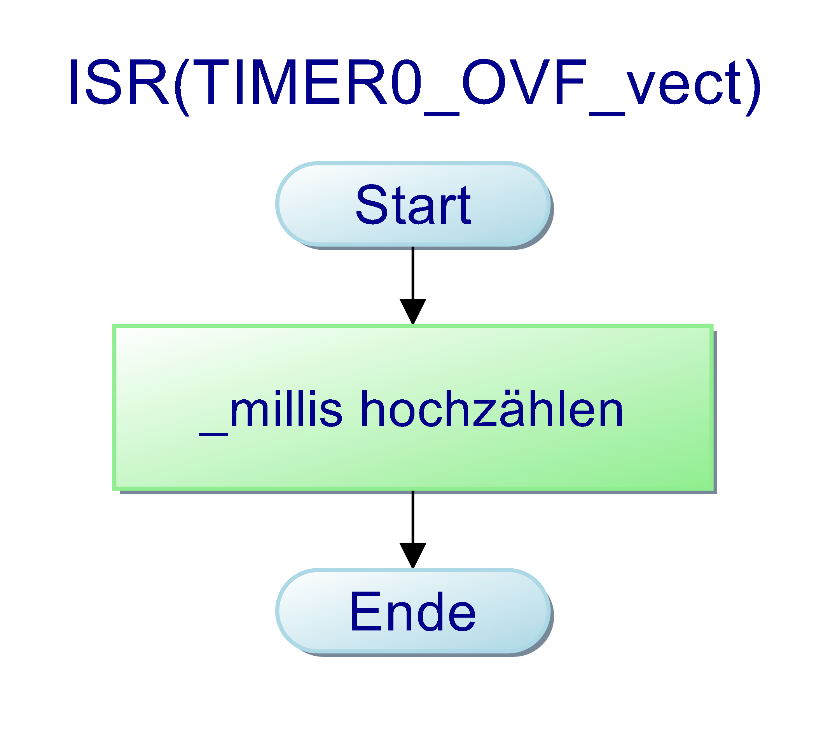 ISR(TIMER0_OVF_vect)
Start
_millis hochzählen
Ende